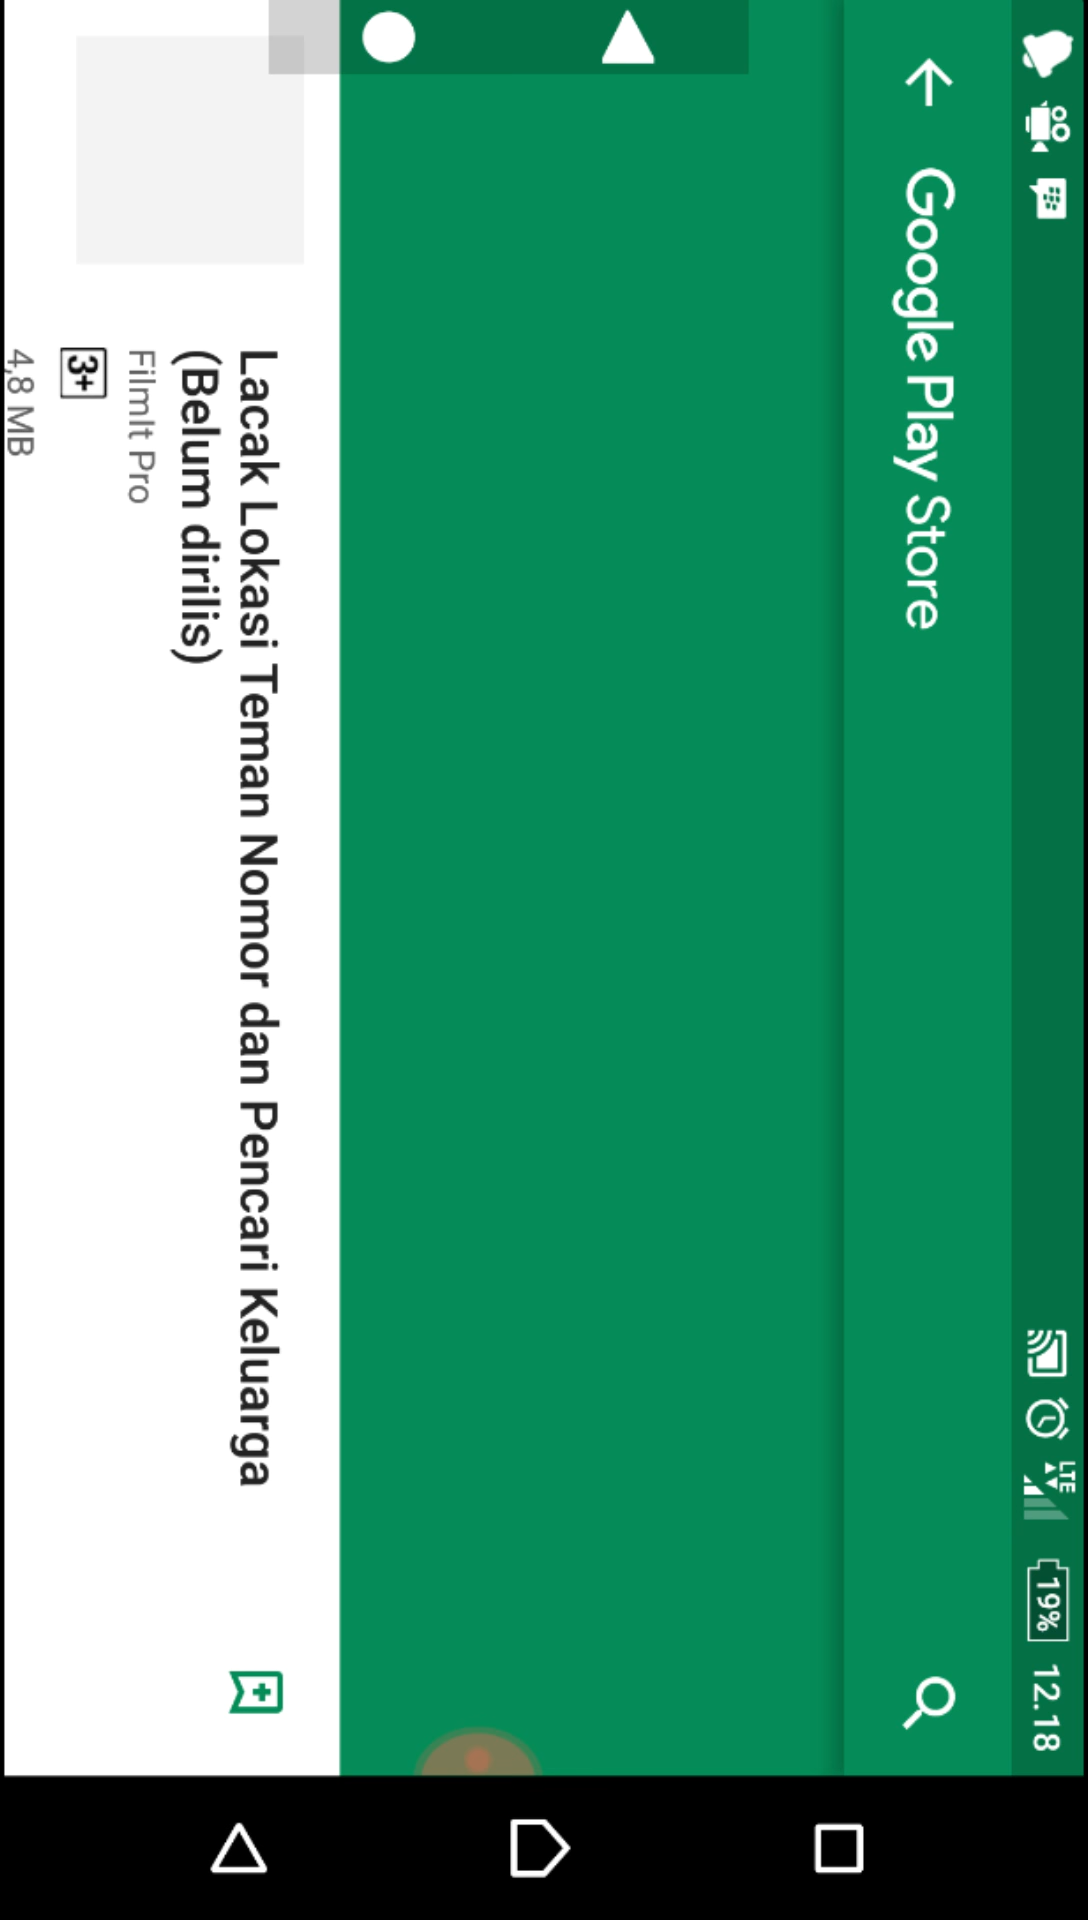 LTE
19%
12.18
Google Play Store
Lacak Lokasi Teman Nomor dan Pencari Keluarga
(Belum dirilis)
FilmIt Pro
3+
4,8 MB